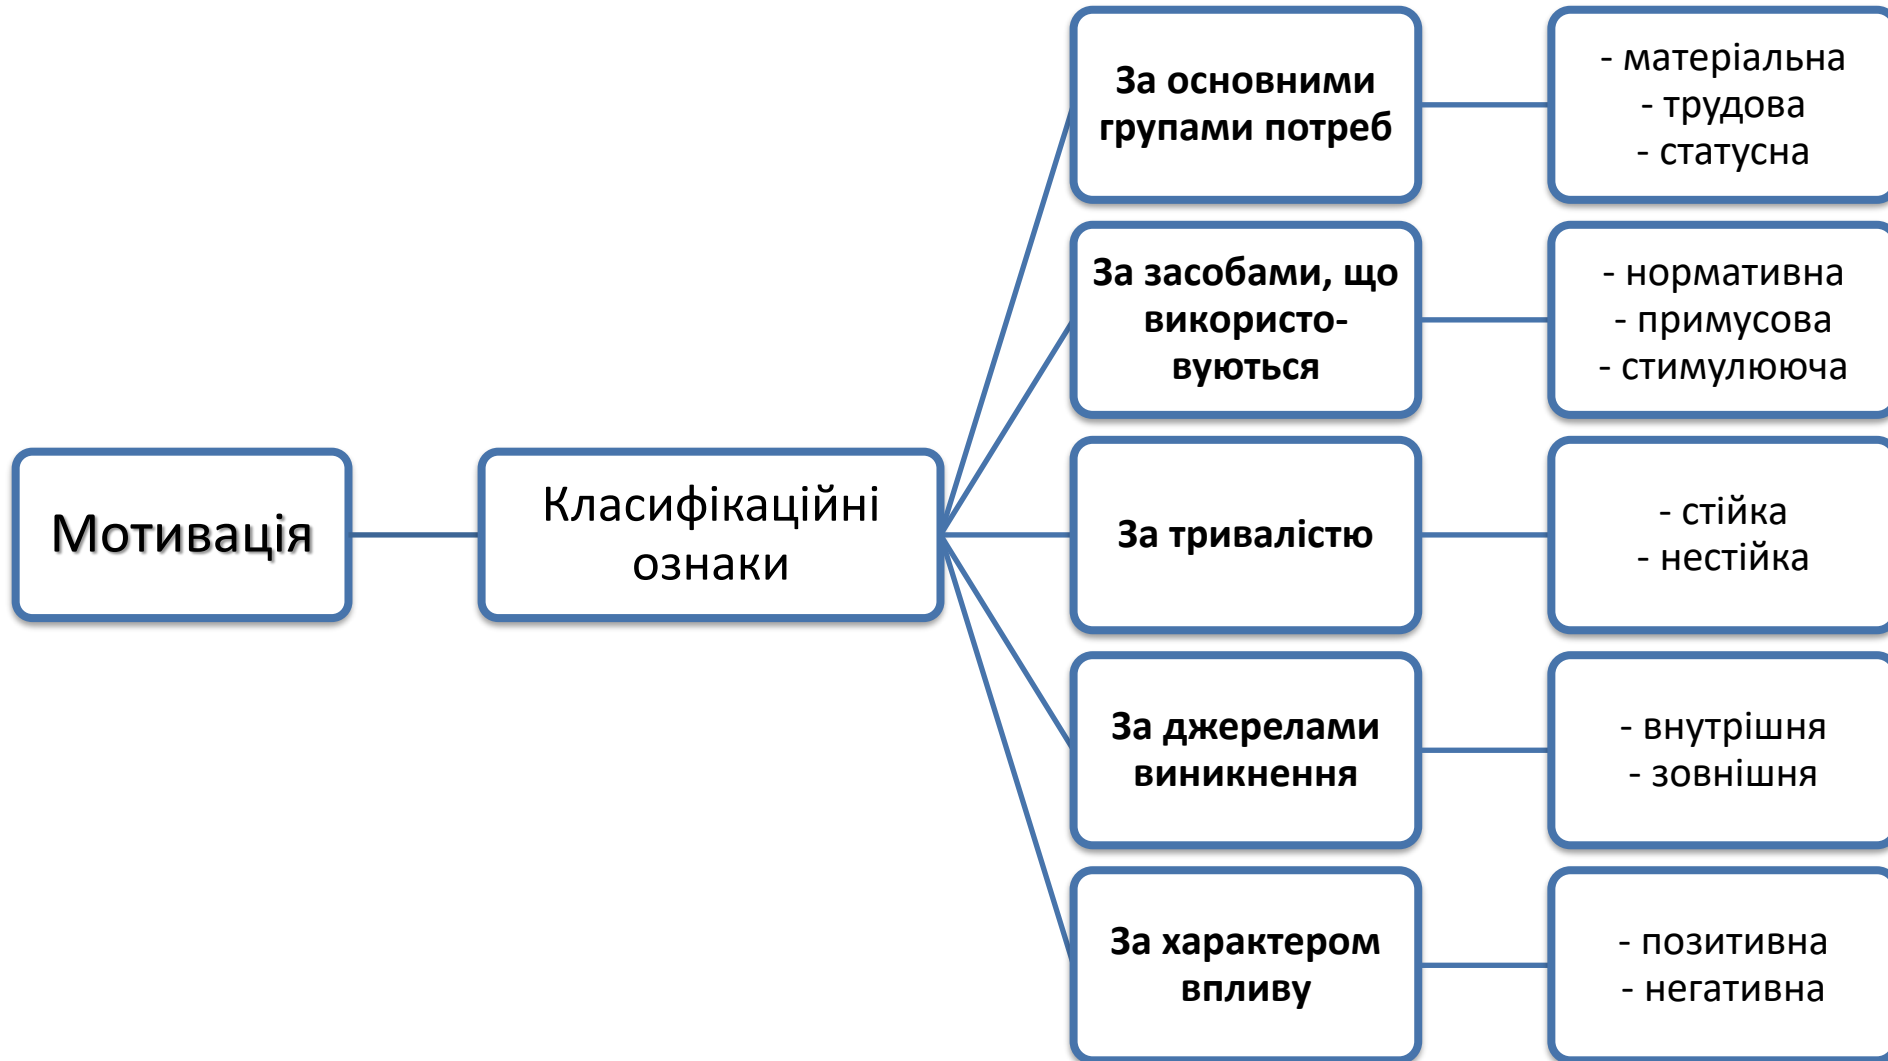 Мотивація
Класифікаційні
ознаки
За основними
групами потреб
- матеріальна
- трудова
- статусна
За засобами, що
використо-
вуються
- нормативна
- примусова
- стимулююча
За тривалістю
- стійка
- нестійка
За джерелами
виникнення
- внутрішня
- зовнішня
За характером
впливу
- позитивна
- негативна